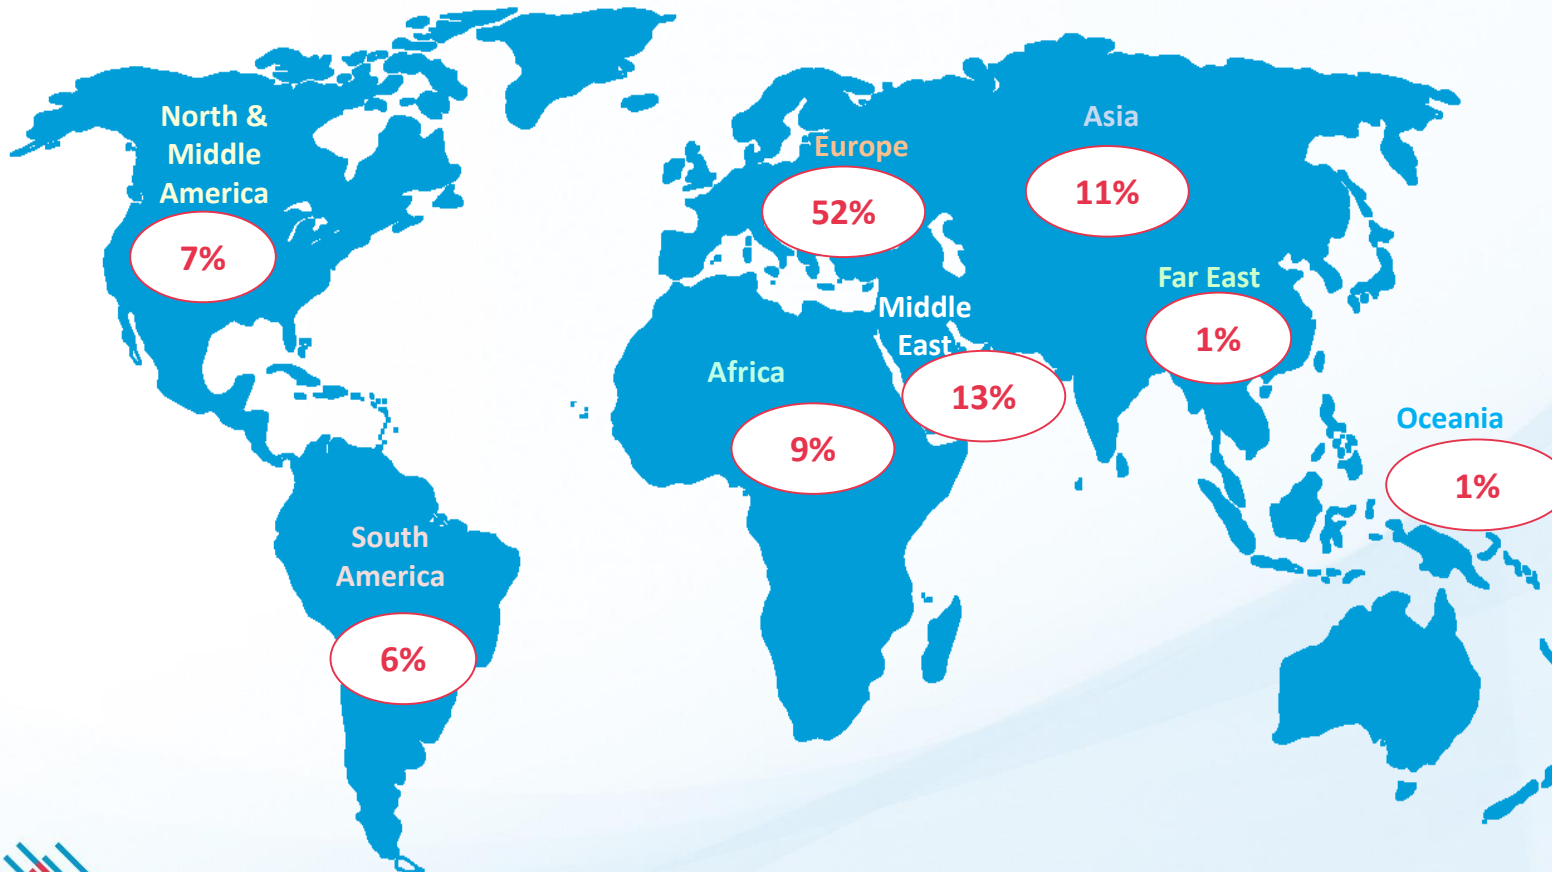 North &
Middle
America
7%
Europe
52%
Asia
11%
Far East
1%
Middle
East
13%
Africa
9%
Oceania
1%
South
America
6%